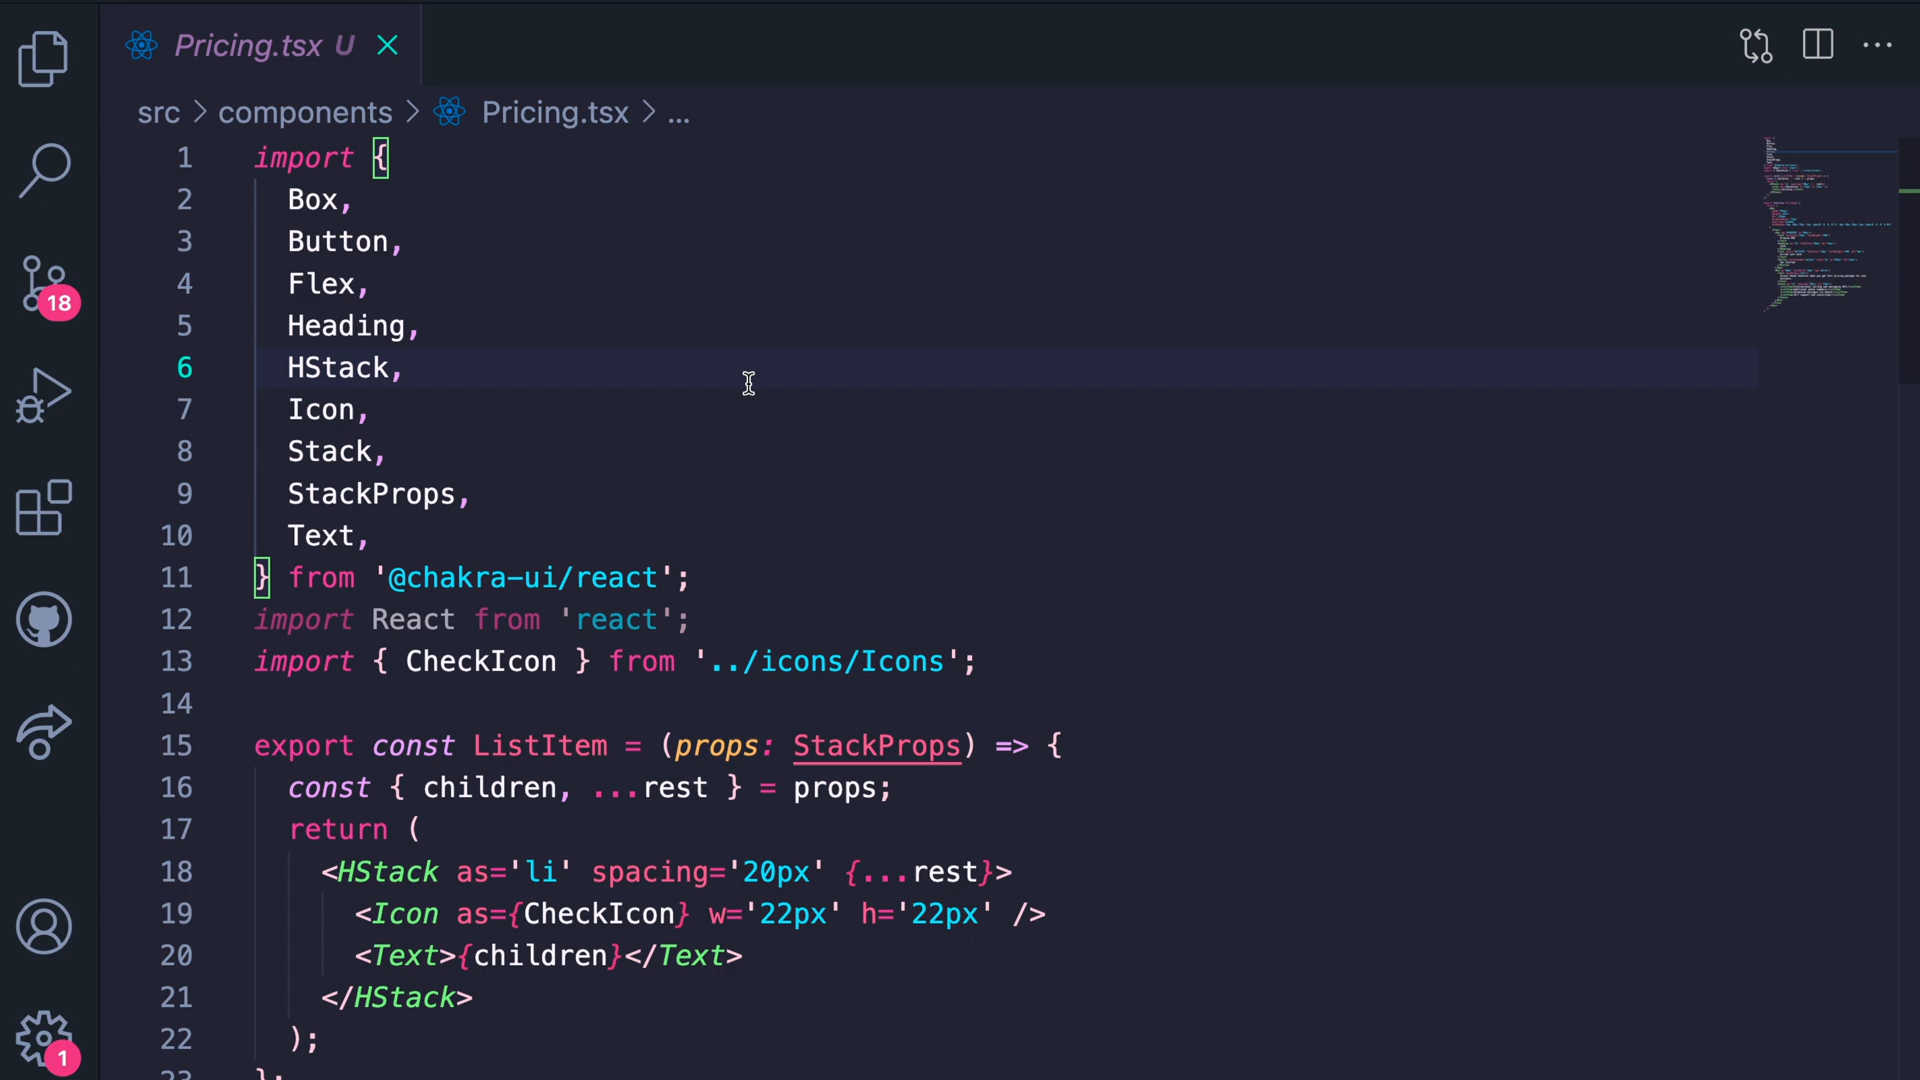 Pricing.tsx U
src > components > Pricing.tsx > ...
1 import {
2 Box,
3 Button,
4 Flex,
5 Heading,
6 HStack,
7 Icon,
8 Stack,
9 StackProps,
10 Text,
11 } from '@chakra-ui/react';
12 import React from 'react';
13 import { CheckIcon } from '../icons/Icons';
14
15 export const ListItem = (props: StackProps) => {
16 const { children, ...rest } = props;
17 return (
18 <HStack as='li' spacing='20px' {...rest}>
19 <Icon as={CheckIcon} w='22px' h='22px' />
20 <Text>{children}</Text>
21 </HStack>
22 );
23 };
18
1